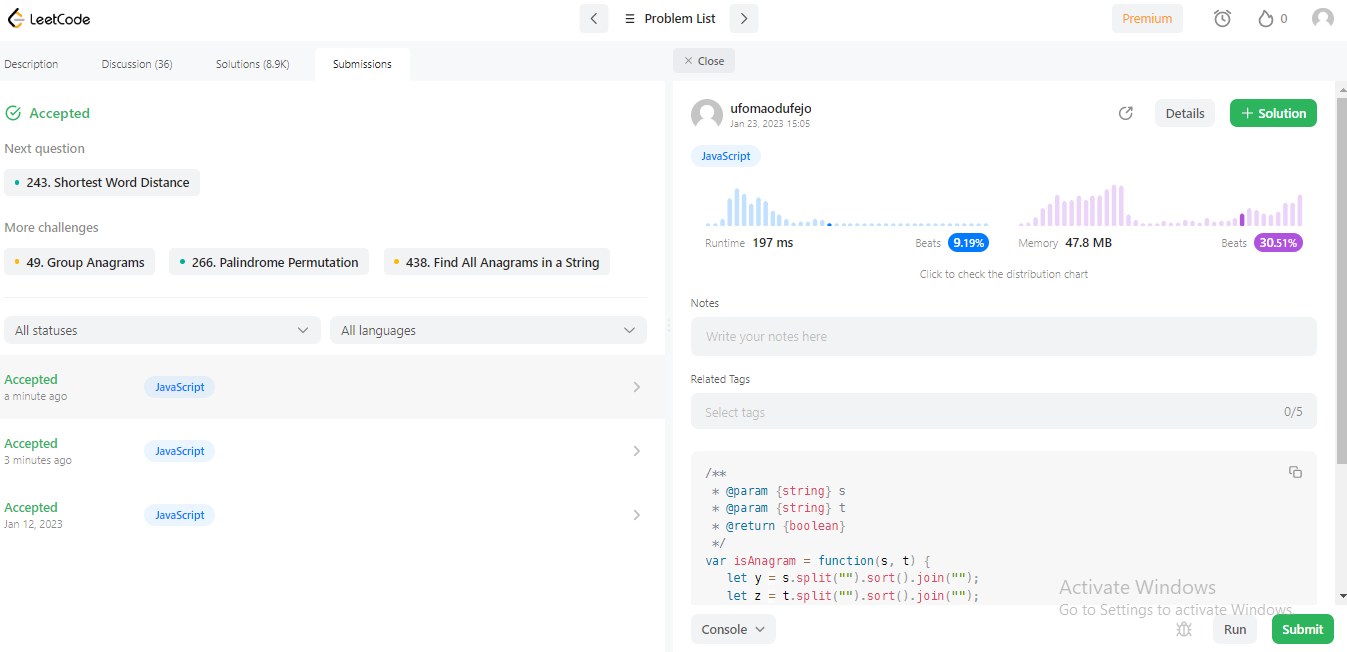 LeetCode
Problem List
Premium
0
Description
Discussion (36)
Solutions (8.9K)
Submissions
Accepted
Next question
243. Shortest Word Distance
More challenges
49. Group Anagrams
266. Palindrome Permutation
438. Find All Anagrams in a String
All statuses
All languages
Accepted
a minute ago
JavaScript
Accepted
3 minutes ago
JavaScript
Accepted
Jan 12, 2023
JavaScript
Close
ufomaodufejo
Jan 23, 2023 15:05
Details
+ Solution
JavaScript
Runtime 197 ms
Beats 9.19%
Memory 47.8 MB
Beats 30.51%
Click to check the distribution chart
Notes
Write your notes here
Related Tags
Select tags
0/5
/**
 * @param {string} s
 * @param {string} t
 * @return {boolean}
 */
var isAnagram = function(s, t) {
   let y = s.split("").sort().join("");
   let z = t.split("").sort().join("");
Activate Windows
Go to Settings to activate Windows.
Console
Run
Submit